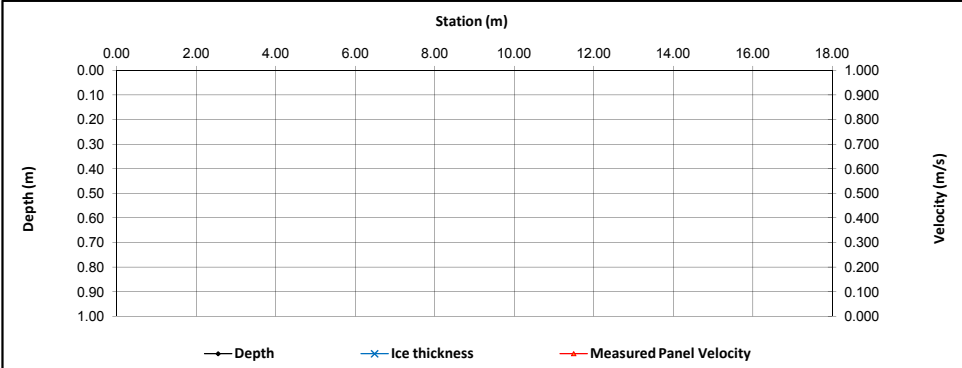 Station (m)
0.00 2.00 4.00 6.00 8.00 10.00 12.00 14.00 16.00 18.00
0.00 1.000
0.10 0.900
0.20 0.800
0.30 0.700
0.40 0.600
0.50 0.500
0.60 0.400
0.70 0.300
0.80 0.200
0.90 0.100
1.00 0.000
Depth (m)
Velocity (m/s)
Depth Ice thickness Measured Panel Velocity